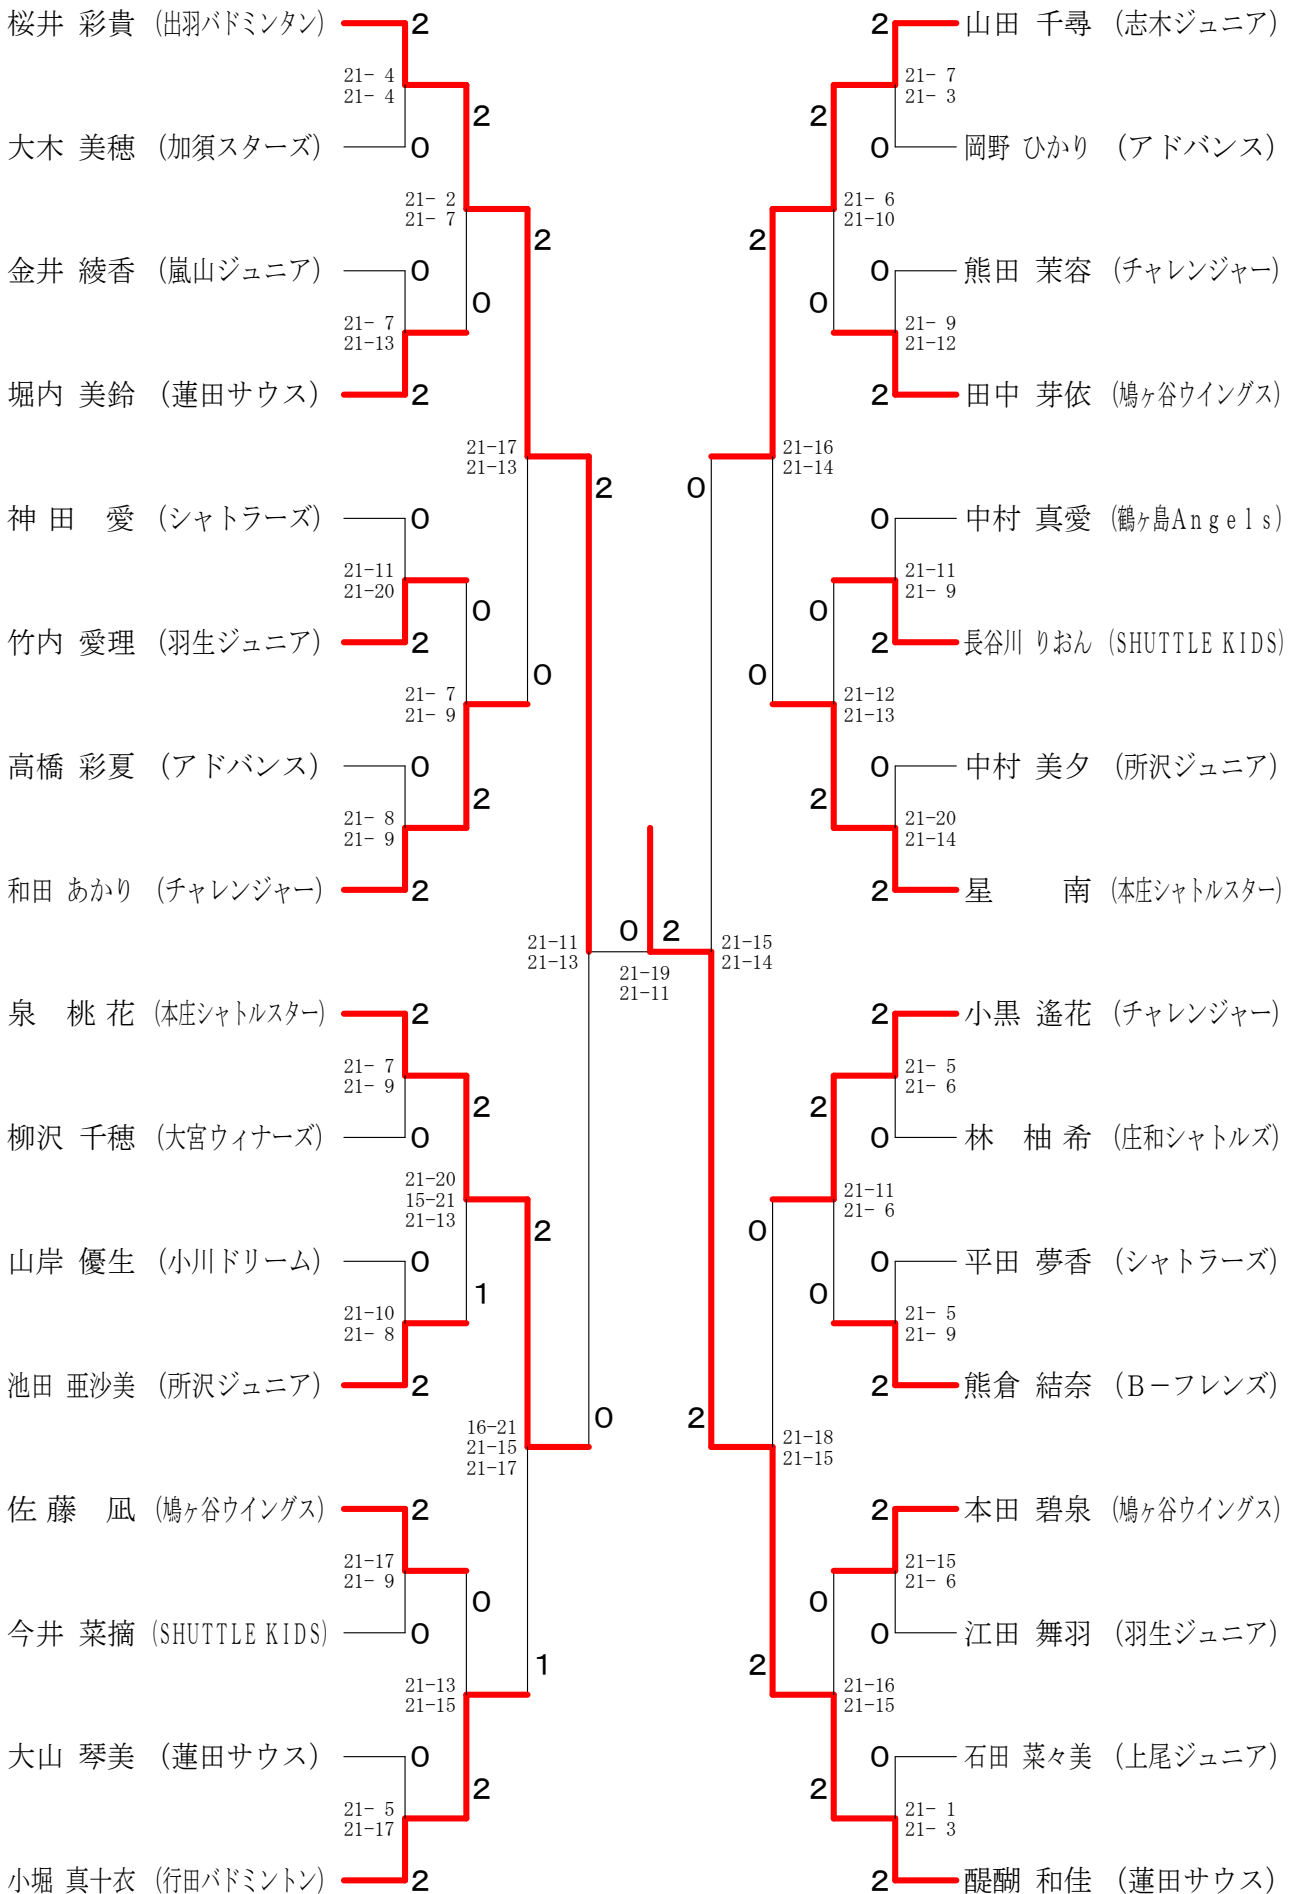 桜井 彩貴 (出羽バドミンタン) 2
21- 4
21- 4
2
大木 美穂 (加須スターズ) 0
21- 2
21- 7
2
金井 綾香 (嵐山ジュニア) 0
0
21- 7
21-13
堀内 美鈴 (蓮田サウス) 2
21-17
21-13
2
神田 愛 (シャトラーズ) 0
21-11
21-20
0
竹内 愛理 (羽生ジュニア) 2
0
21- 7
21- 9
高橋 彩夏 (アドバンス) 0
2
21- 8
21- 9
和田 あかり (チャレンジャー) 2
21-11
21-13
0 2
21-19
21-11
泉 桃花 (本庄シャトルスター) 2
21- 7
21- 9
2
柳沢 千穂 (大宮ウィナーズ) 0
21-20
15-21
21-13
2
山岸 優生 (小川ドリーム) 0
1
21-10
21- 8
池田 亜沙美 (所沢ジュニア) 2
0
16-21
21-15
21-17
佐藤 凪 (鳩ヶ谷ウイングス) 2
21-17
21- 9
0
今井 菜摘 (SHUTTLE KIDS) 0
1
21-13
21-15
大山 琴美 (蓮田サウス) 0
2
21- 5
21-17
小堀 真十衣 (行田バドミントン) 2
2 山田 千尋 (志木ジュニア)
21- 7
21- 3
2
0 岡野 ひかり (アドバンス)
21- 6
21-10
2
0 熊田 茉容 (チャレンジャー)
0
21- 9
21-12
2 田中 芽依 (鳩ヶ谷ウイングス)
21-16
21-14
0
0 中村 真愛 (鶴ヶ島Angels)
21-11
21- 9
0
2 長谷川 りおん (SHUTTLE KIDS)
0
21-12
21-13
0 中村 美夕 (所沢ジュニア)
2
21-20
21-14
2 星 南 (本庄シャトルスター)
21-15
21-14
2 小黒 遙花 (チャレンジャー)
21- 5
21- 6
2
0 林 柚希 (庄和シャトルズ)
21-11
21- 6
0
0 平田 夢香 (シャトラーズ)
0
21- 5
21- 9
2 熊倉 結奈 (B－フレンズ)
2
21-18
21-15
2 本田 碧泉 (鳩ヶ谷ウイングス)
21-15
21- 6
0
0 江田 舞羽 (羽生ジュニア)
2
21-16
21-15
0 石田 菜々美 (上尾ジュニア)
2
21- 1
21- 3
2 醍醐 和佳 (蓮田サウス)